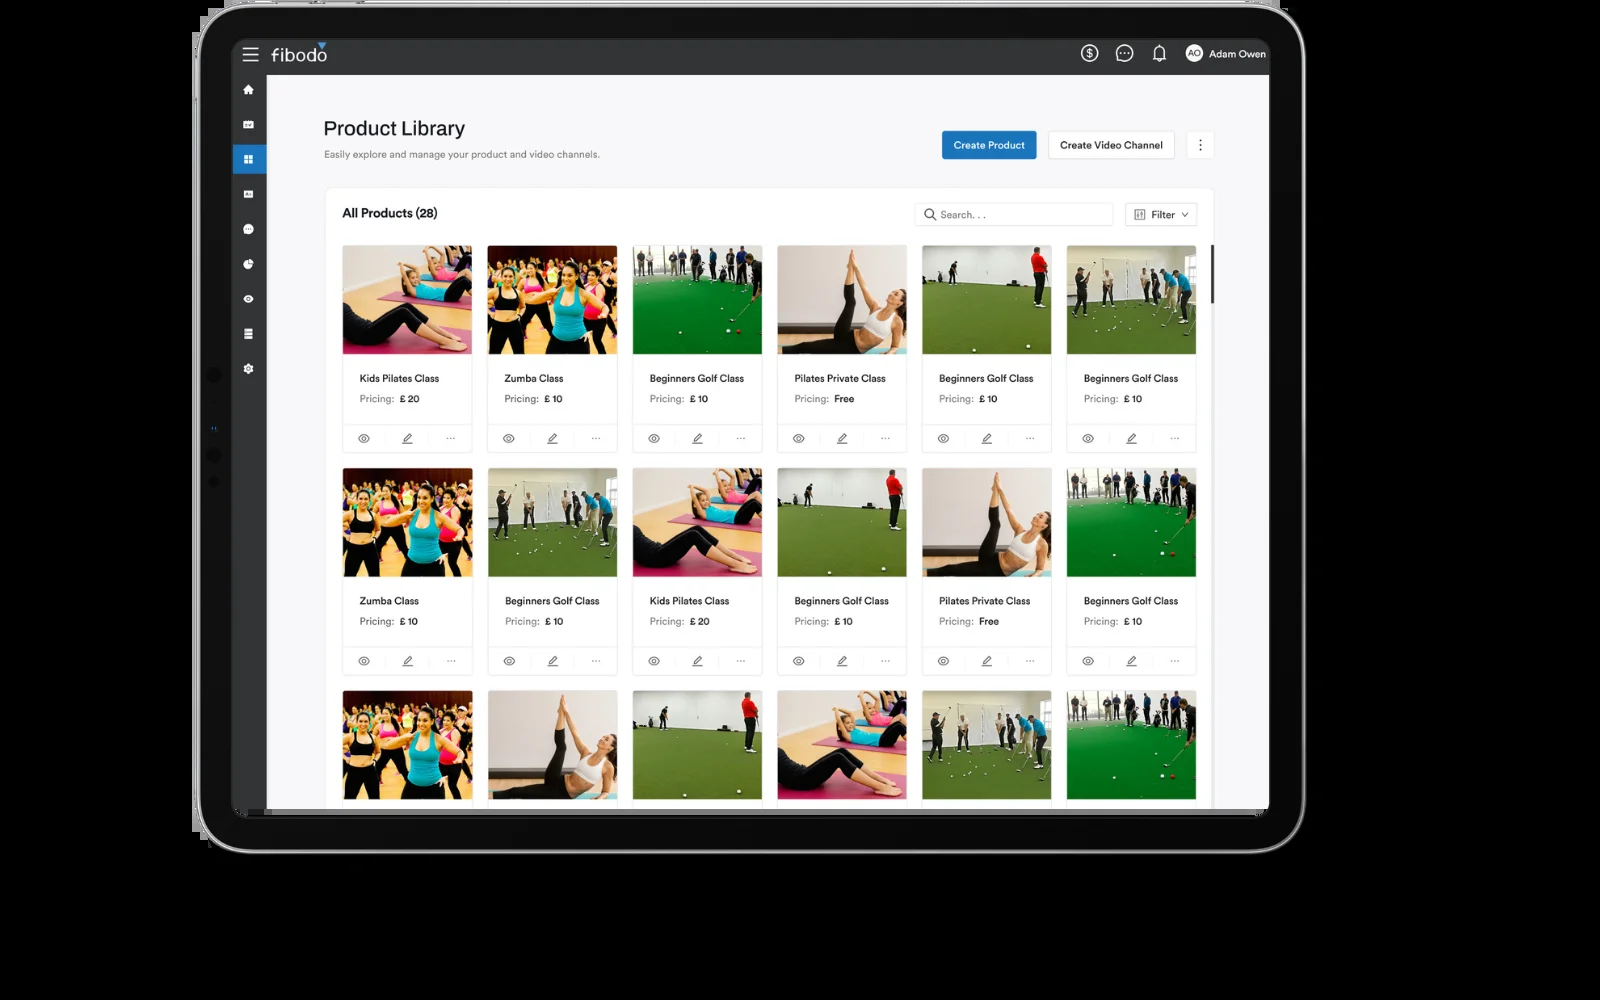 fibodo
AO Adam Owen
Product Library
Easily explore and manage your product and video channels.
Create Product
Create Video Channel
All Products (28)
Search. . .
Filter
Kids Pilates Class
Pricing: £ 20
Zumba Class
Pricing: £ 10
Beginners Golf Class
Pricing: £ 10
Pilates Private Class
Pricing: Free
Beginners Golf Class
Pricing: £ 10
Beginners Golf Class
Pricing: £ 10
Zumba Class
Pricing: £ 10
Beginners Golf Class
Pricing: £ 10
Kids Pilates Class
Pricing: £ 20
Beginners Golf Class
Pricing: £ 10
Pilates Private Class
Pricing: Free
Beginners Golf Class
Pricing: £ 10